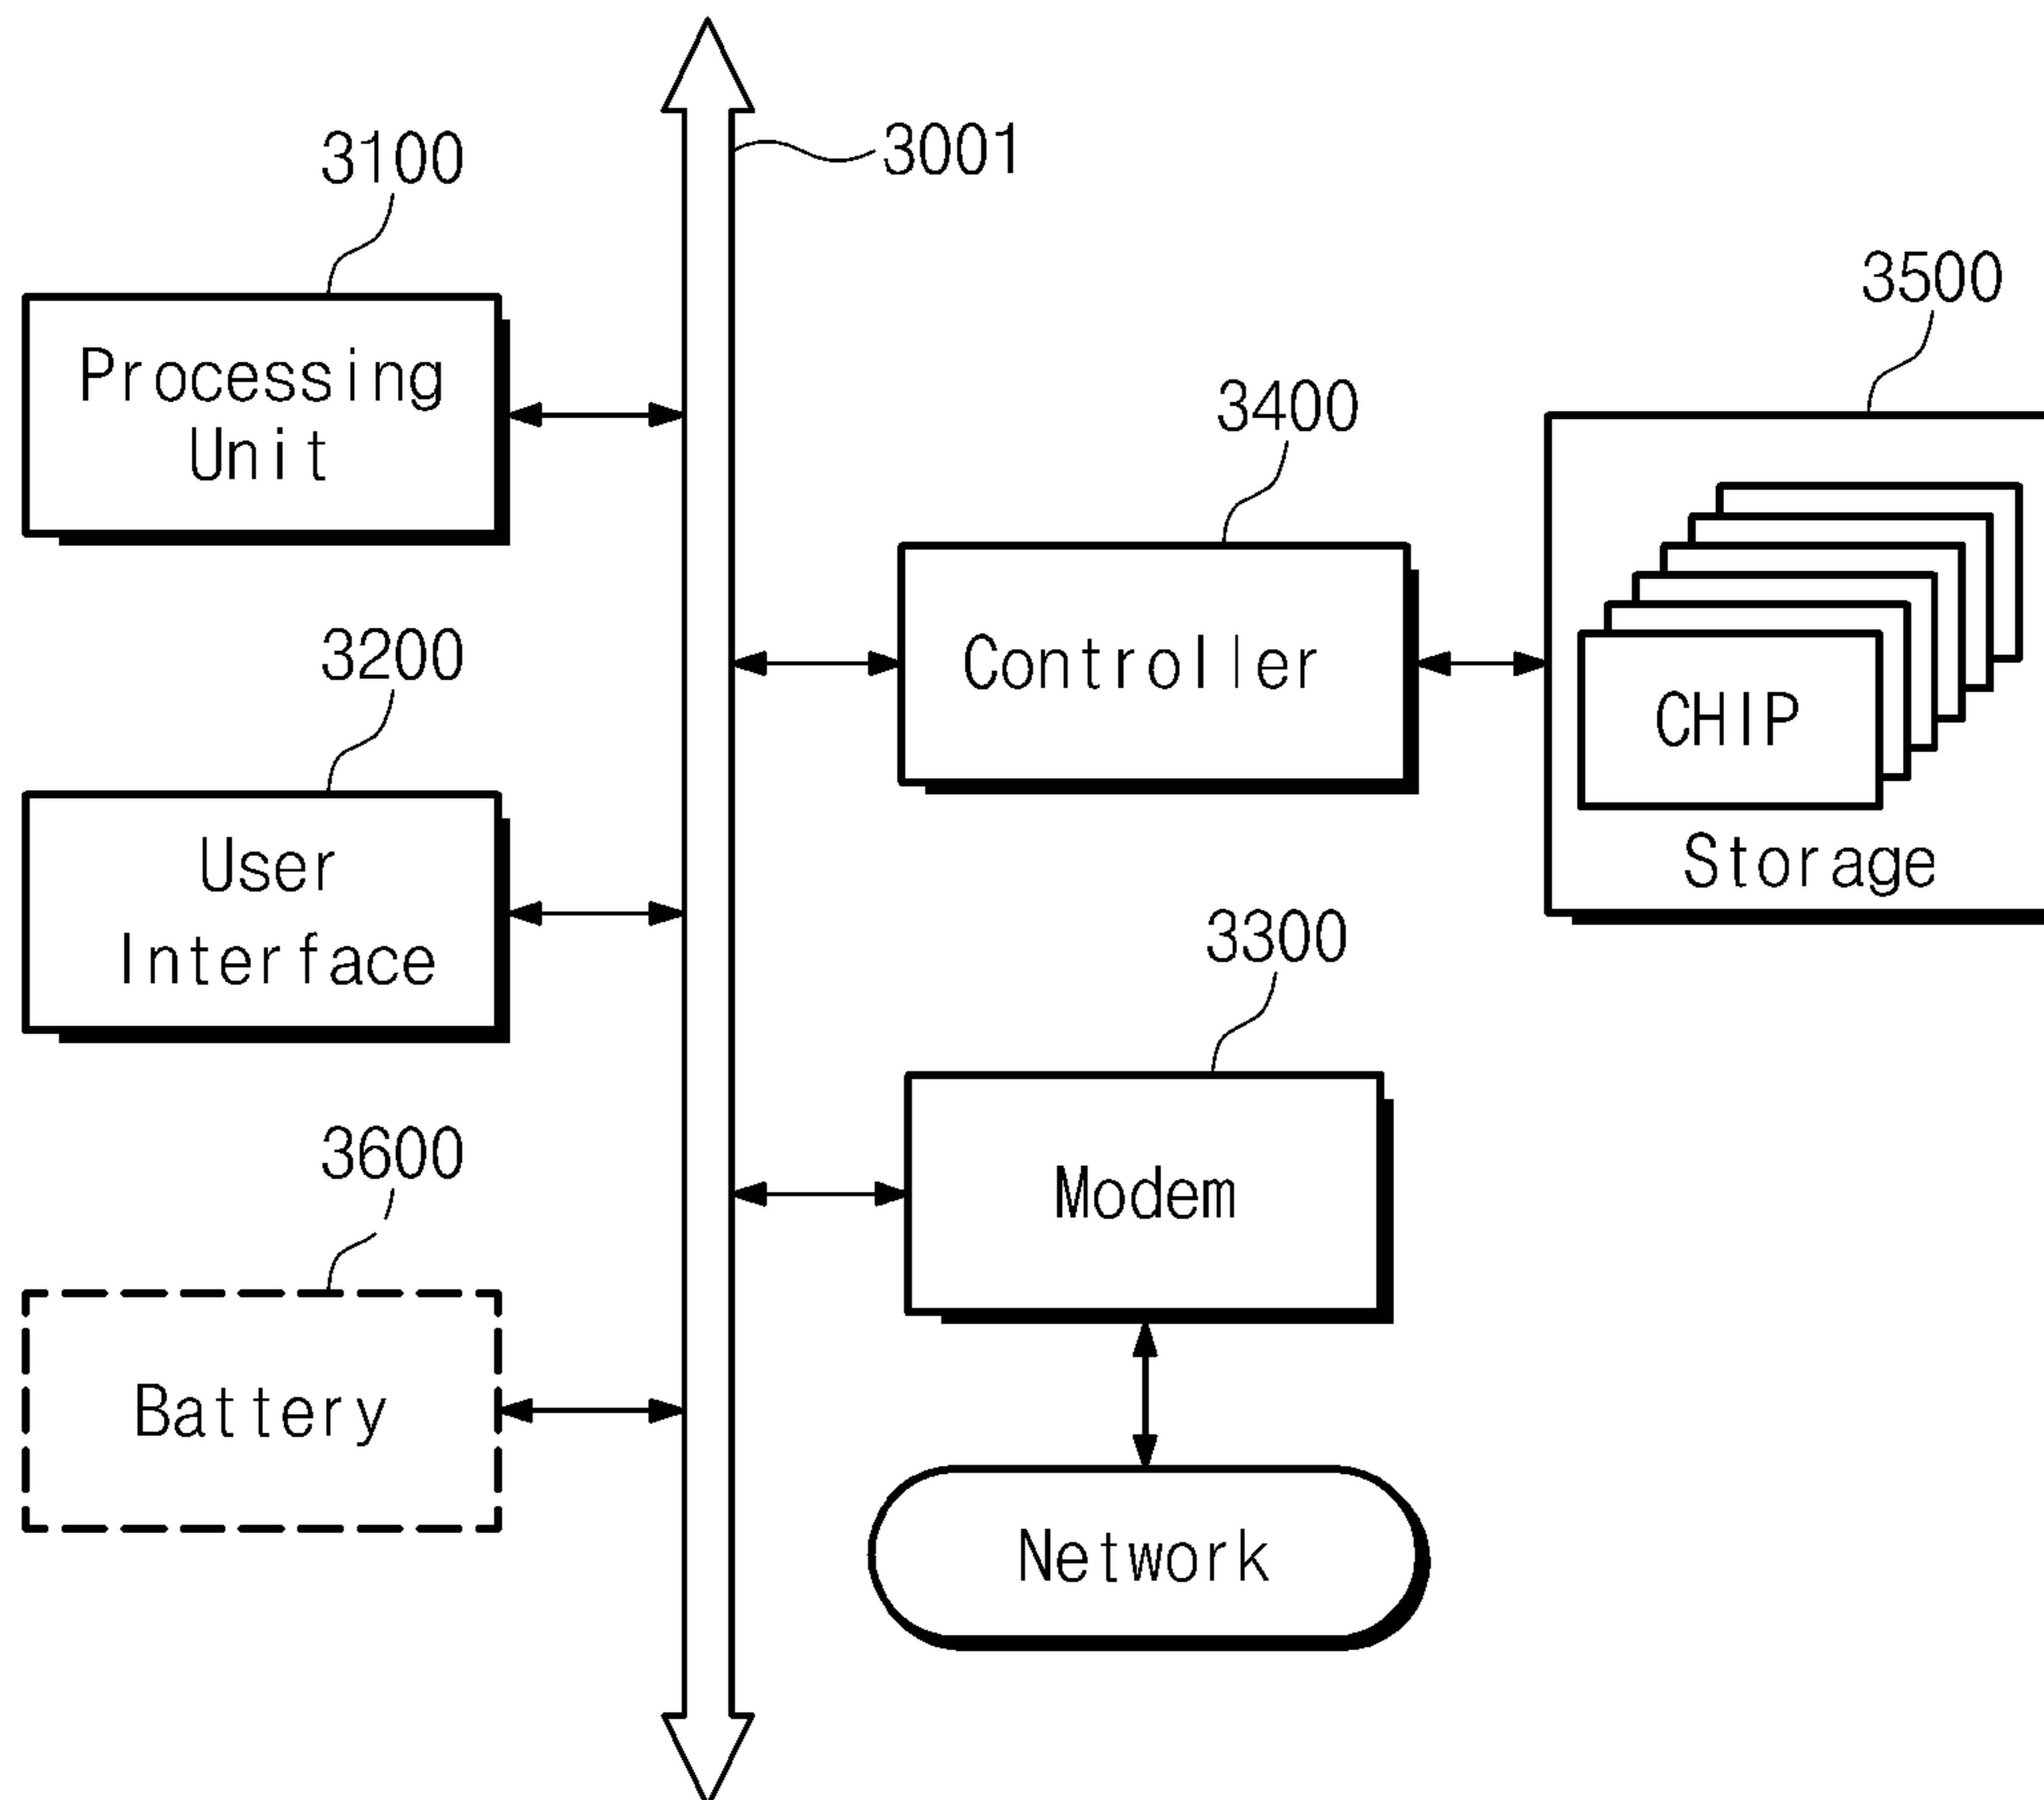 3001
3100
Processing
Unit
3500
3400
Controller
CHIP
Storage
3200
User
Interface
3300
Modem
3600
Battery
Network